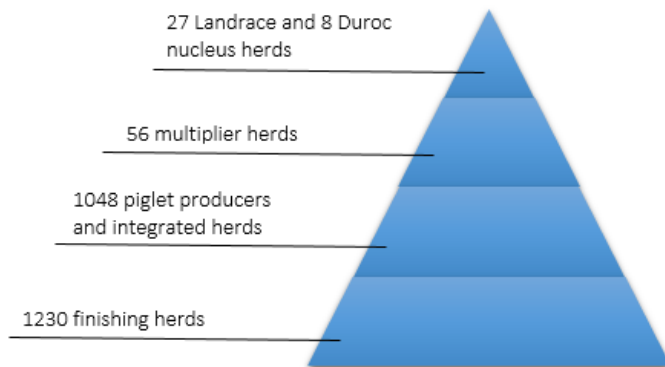 27 Landrace and 8 Duroc
nucleus herds
56 multiplier herds
1048 piglet producers
and integrated herds
1230 finishing herds